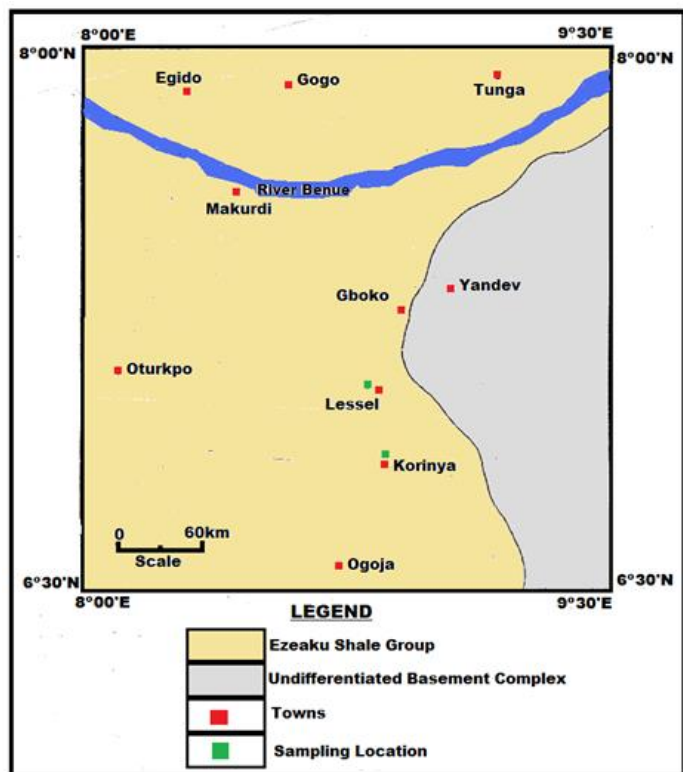 8°00'E 9°30'E
8°00'N 8°00'N
Egido Gogo Tunga
River Benue
Makurdi
Yandev
Gboko
Oturkpo
Lessel
Korinya
0 60km
Scale
Ogoja
6°30'N 6°30'N
8°00'E 9°30'E
LEGEND
Ezeaku Shale Group
Undifferentiated Basement Complex
Towns
Sampling Location